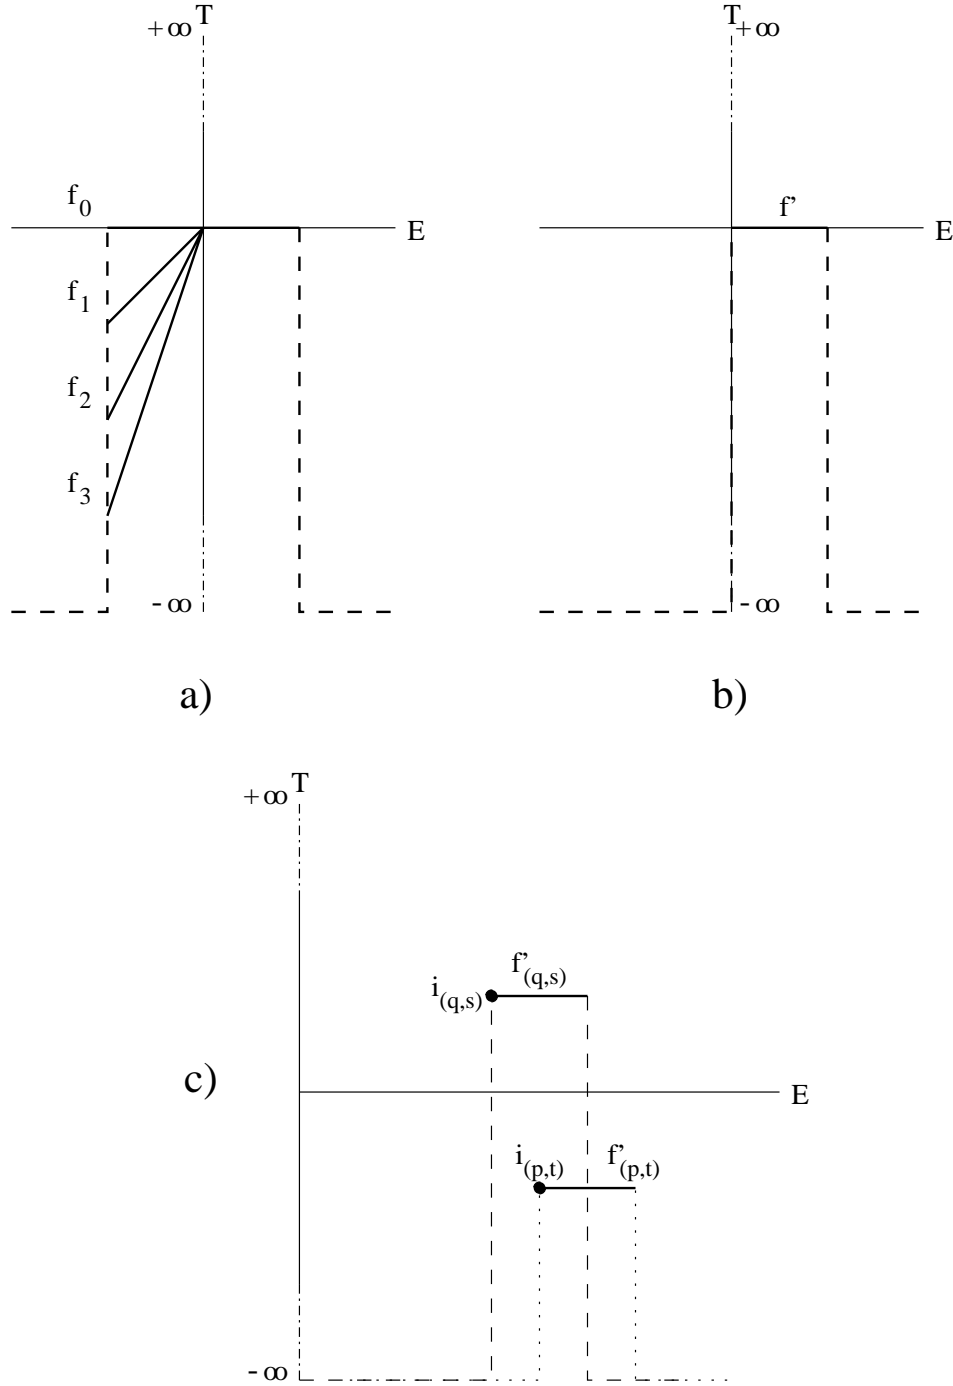 T T
+∞ +∞
f0 f'
E E
f1
f2
f3
-∞ -∞
a) b)
T
+∞
f'(q,s)
i(q,s)
c)
E
i(p,t) f'(p,t)
-∞